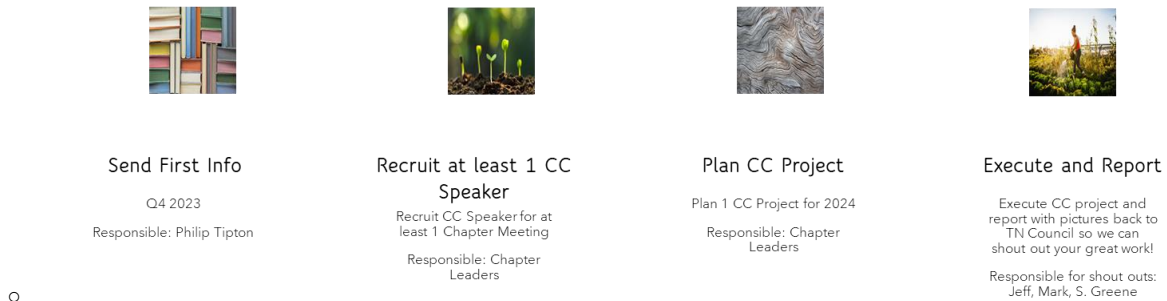 Send First Info
Q4 2023
Responsible: Philip Tipton
Recruit at least 1 CC
Speaker
Recruit CC Speaker for at
least 1 Chapter Meeting
Responsible: Chapter
Leaders
Plan CC Project
Plan 1 CC Project for 2024
Responsible: Chapter
Leaders
Execute and Report
Execute CC project and
report with pictures back to
TN Council so we can
shout out your great work!
Responsible for shout outs:
Jeff, Mark, S. Greene